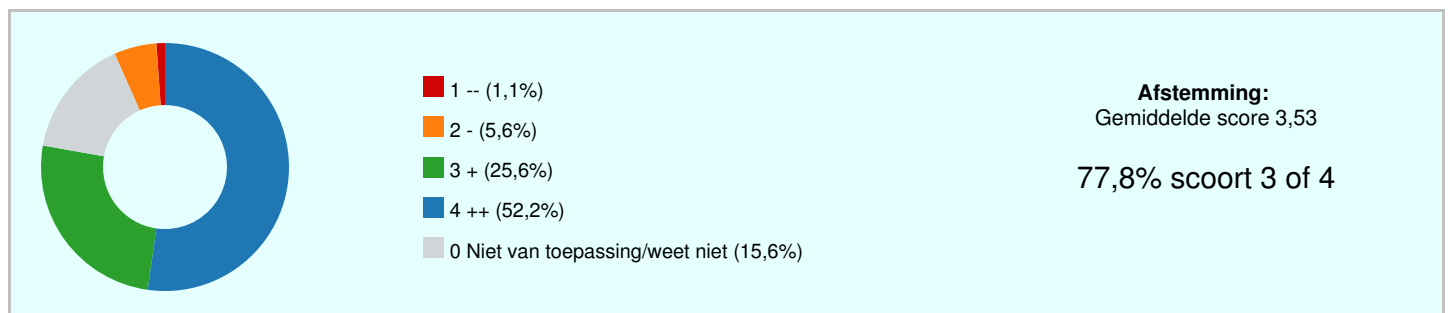 1 -- (1,1%)
2 - (5,6%)
3 + (25,6%)
4 ++ (52,2%)
0 Niet van toepassing/weet niet (15,6%)
Afstemming:
Gemiddelde score 3,53
77,8% scoort 3 of 4